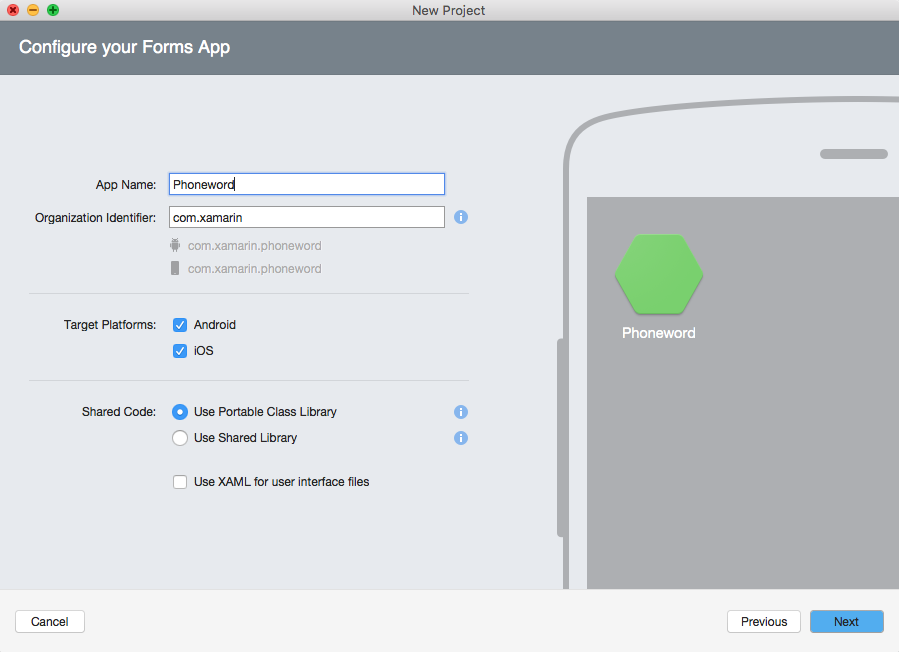 New Project
Configure your Forms App
App Name: Phoneword
Organization Identifier: com.xamarin
com.xamarin.phoneword
com.xamarin.phoneword
Target Platforms: Android
iOS
Shared Code: Use Portable Class Library
Use Shared Library
Use XAML for user interface files
Phoneword
Cancel Previous Next